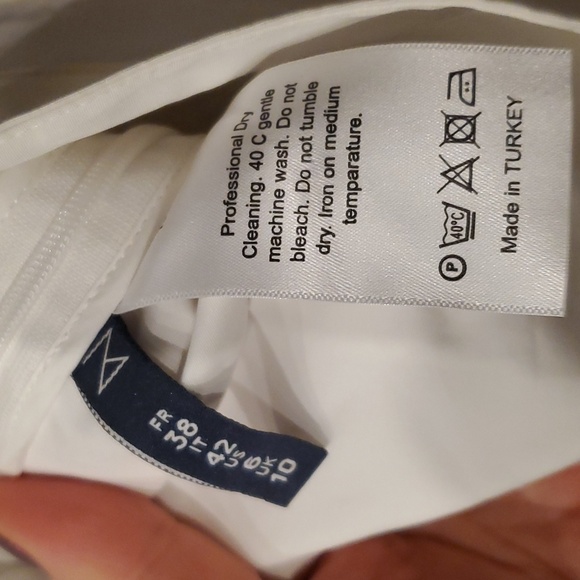 Professional Dry
Cleaning. 40 C gentle
machine wash. Do not
bleach. Do not tumble
dry. Iron on medium
temparature.
P 40°C
Made in TURKEY
FR
38
IT
42
US
6
UK
10